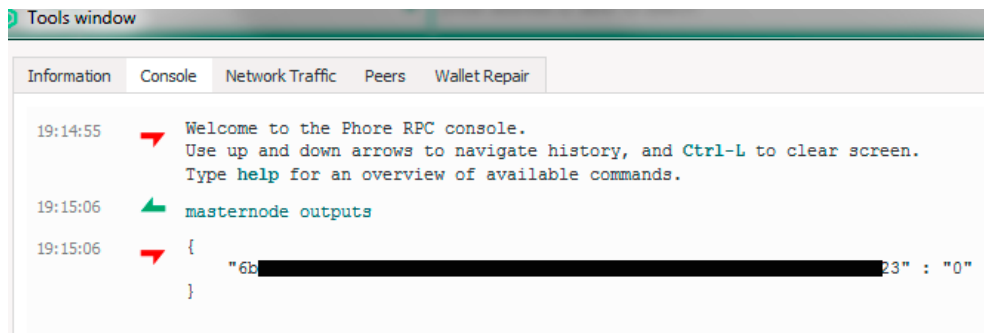 Tools window
Information Console Network Traffic Peers Wallet Repair
19:14:55 Welcome to the Phore RPC console.
Use up and down arrows to navigate history, and Ctrl-L to clear screen.
Type help for an overview of available commands.
19:15:06 masternode outputs
19:15:06 {
"6b 23" : "0"
}